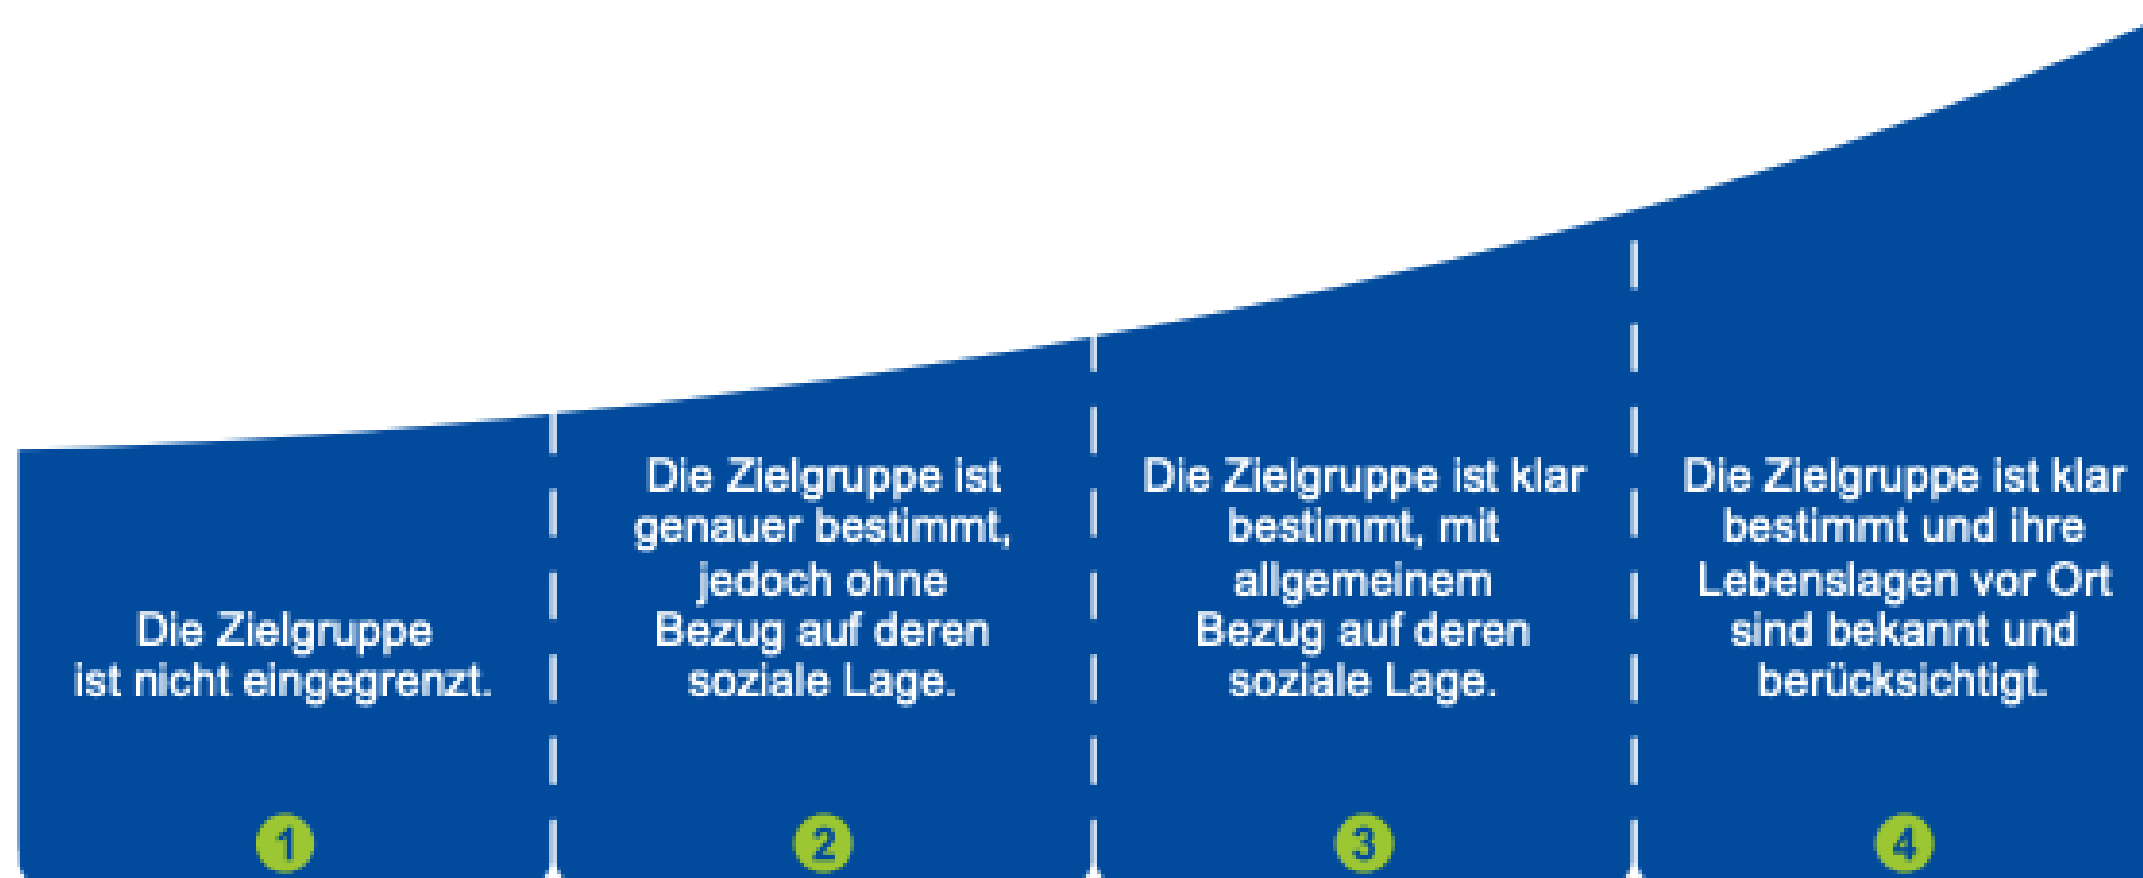 Die Zielgruppe
ist nicht eingegrenzt.
1
Die Zielgruppe ist
genauer bestimmt,
jedoch ohne
Bezug auf deren
soziale Lage.
2
Die Zielgruppe ist klar
bestimmt, mit
allgemeinem
Bezug auf deren
soziale Lage.
3
Die Zielgruppe ist klar
bestimmt und ihre
Lebenslagen vor Ort
sind bekannt und
berücksichtigt.
4